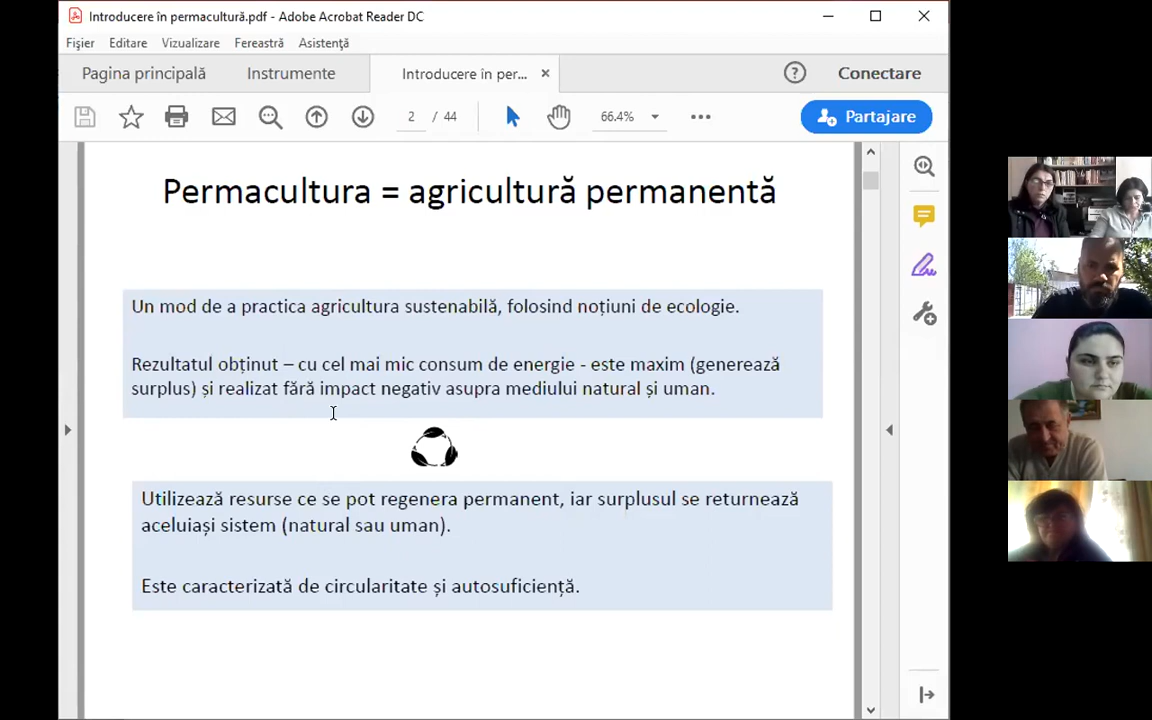 Introducere în permacultură.pdf - Adobe Acrobat Reader DC
Fișier Editare Vizualizare Fereastră Asistență
Pagina principală Instrumente Introducere în per... Conectare
2 / 44 66.4% Partajare
Permacultura = agricultură permanentă
Un mod de a practica agricultura sustenabilă, folosind noțiuni de ecologie.
Rezultatul obținut – cu cel mai mic consum de energie - este maxim (generează
surplus) și realizat fără impact negativ asupra mediului natural și uman.
Utilizează resurse ce se pot regenera permanent, iar surplusul se returnează
aceluiași sistem (natural sau uman).
Este caracterizată de circularitate și autosuficiență.